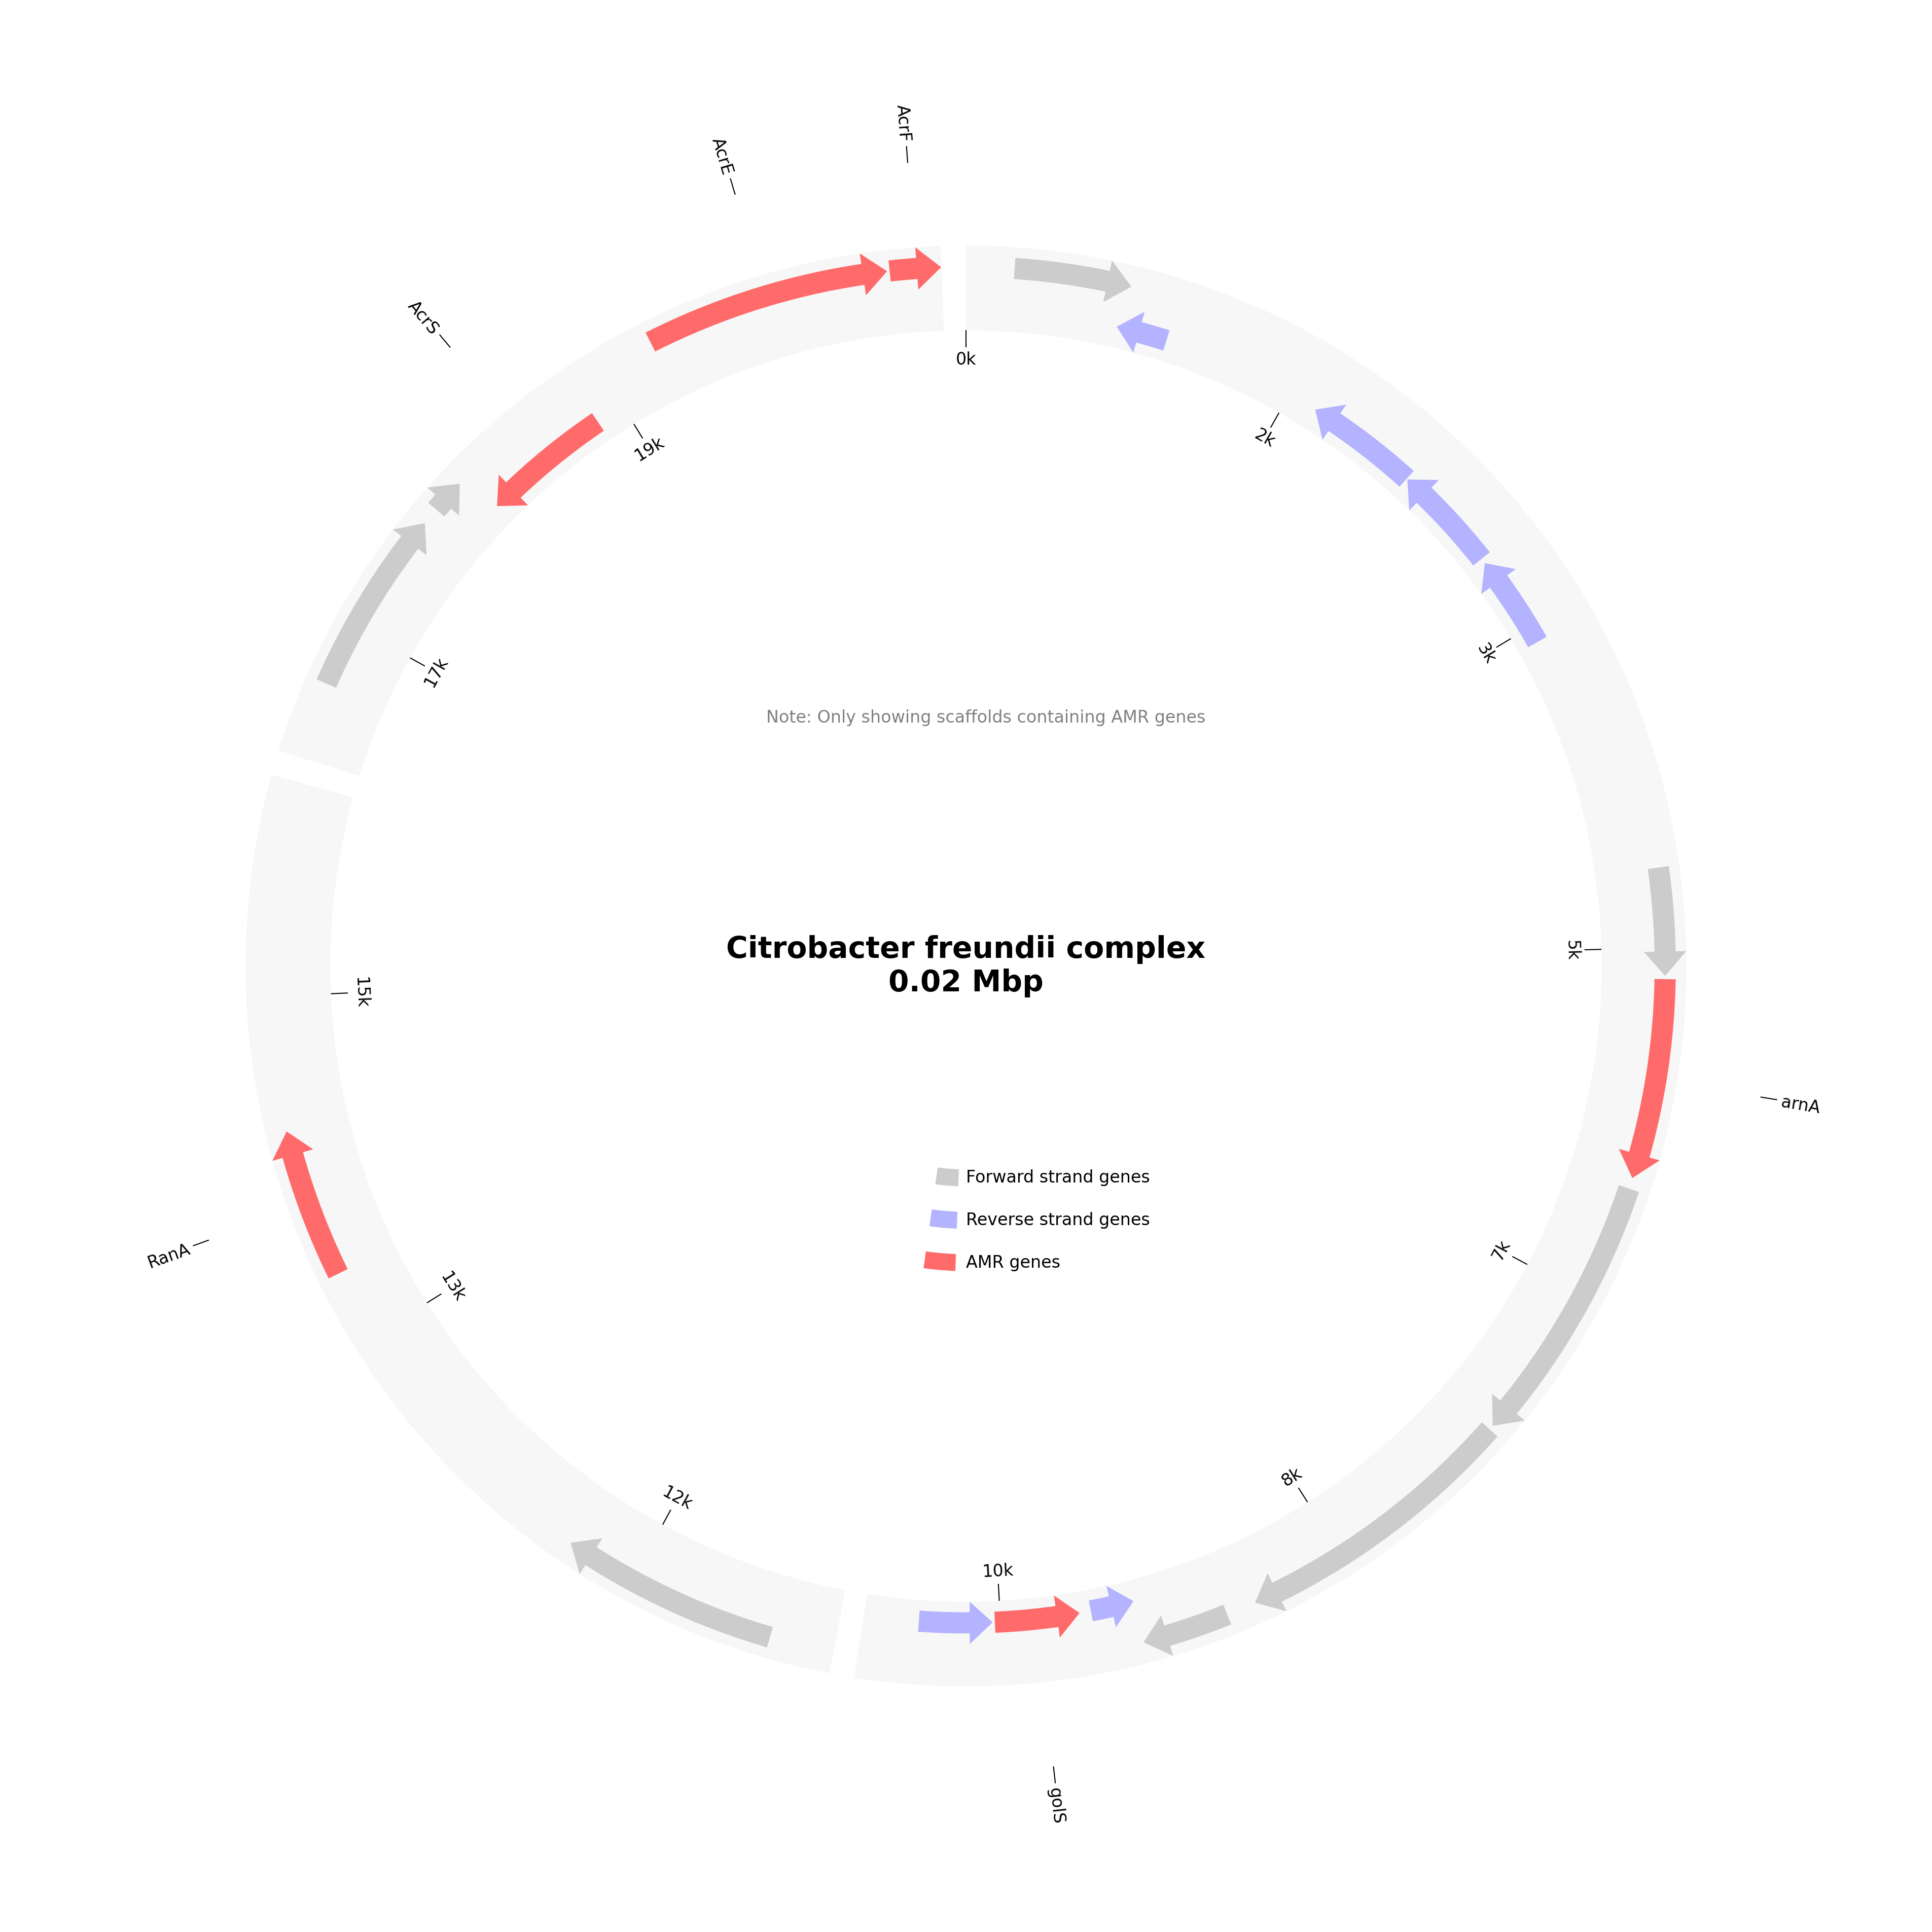 AcrF
AcrE
AcrS
0k
2k
19k
3k
17k
Note: Only showing scaffolds containing AMR genes
Citrobacter freundii complex
0.02 Mbp
5k
15k
arnA
Forward strand genes
Reverse strand genes
AMR genes
RanA
7k
13k
8k
12k
10k
golS